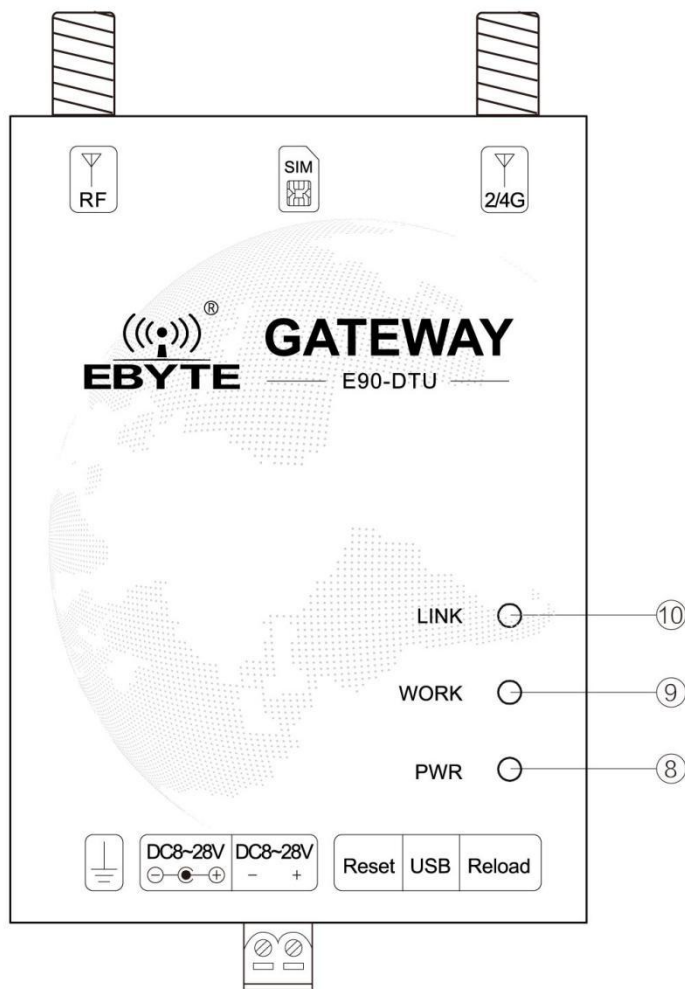 RF
SIM
2/4G
EBYTE®
GATEWAY
E90-DTU
LINK ⑩
WORK ⑨
PWR ⑧
DC8~28V DC8~28V
− + − +
Reset USB Reload